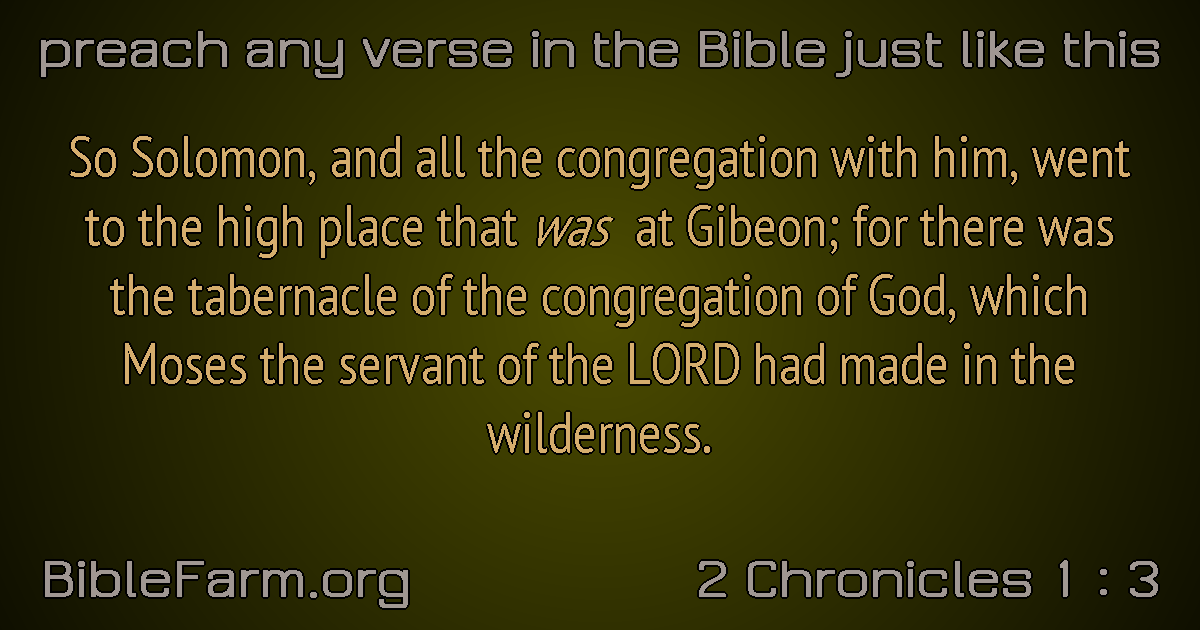 preach any verse in the Bible just like this
So Solomon, and all the congregation with him, went
to the high place that was at Gibeon; for there was
the tabernacle of the congregation of God, which
Moses the servant of the LORD had made in the
wilderness.
BibleFarm.org
2 Chronicles 1 : 3